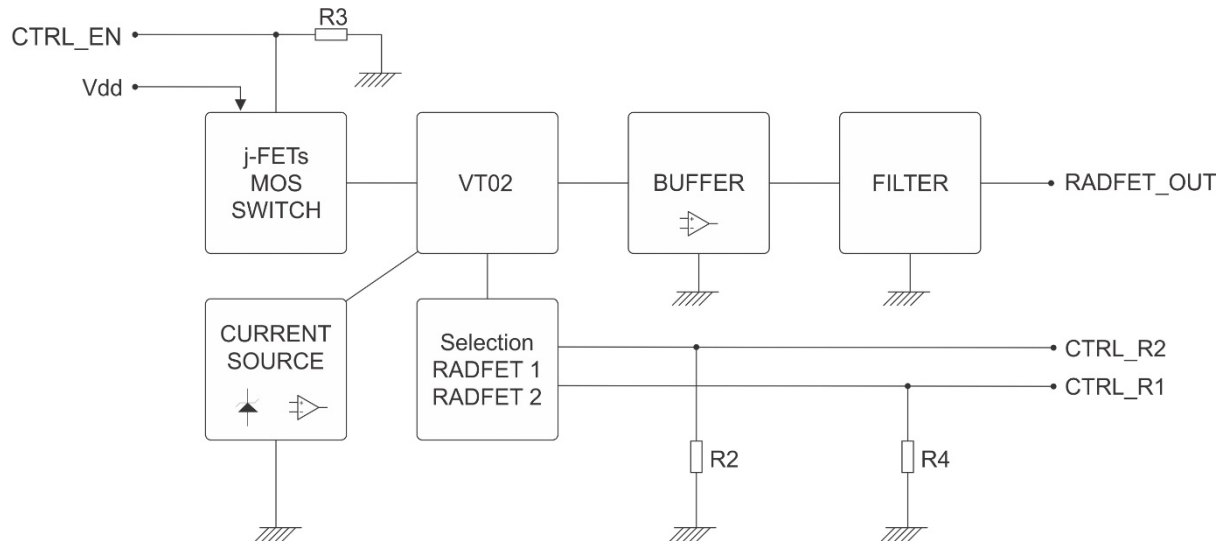 R3
CTRL_EN
Vdd
j-FETs
MOS
SWITCH
VT02
BUFFER
FILTER
RADFET_OUT
CURRENT
SOURCE
Selection
RADFET 1
RADFET 2
CTRL_R2
CTRL_R1
R2
R4